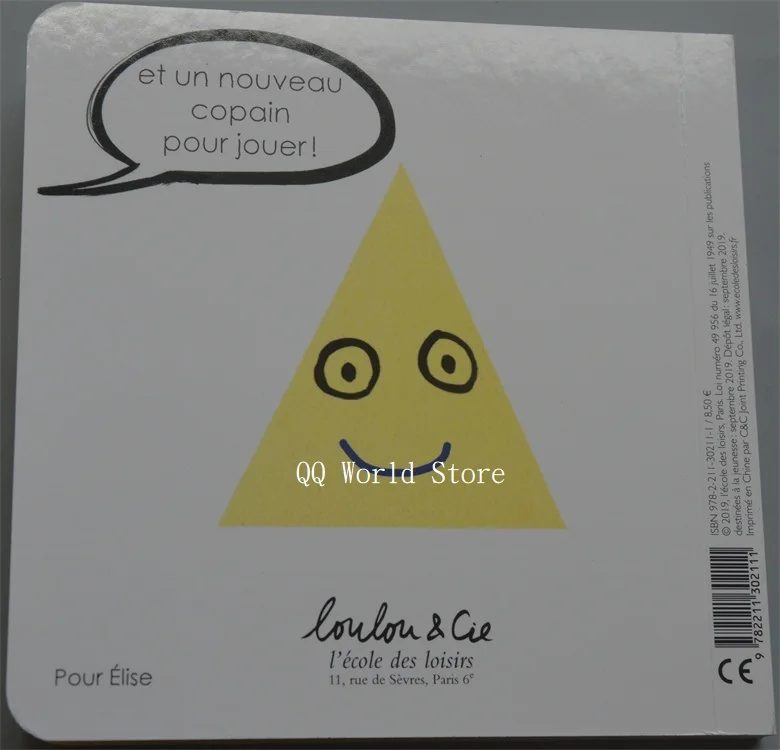 et un nouveau
copain
pour jouer!
QQ World Store
loulou & Cie
l'école des loisirs
11, rue de Sèvres, Paris 6e
Pour Élise
ISBN 978-2-211-30211-1 / 8,50 €
© 2019, l'école des loisirs, Paris. Loi numéro 49 956 du 16 juillet 1949 sur les publications
destinées à la jeunesse : septembre 2019. Dépôt légal : septembre 2019.
Imprimé en Chine par C&C Joint Printing Co., Ltd. www.ecoledesloisirs.fr
9 782211 302111
CE